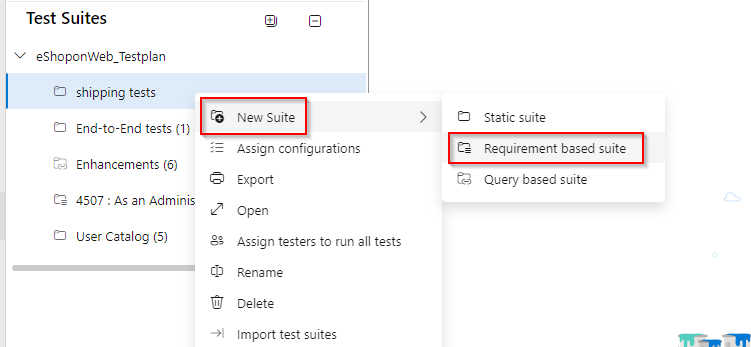 Test Suites
eShoponWeb_Testplan
shipping tests
End-to-End tests (1)
Enhancements (6)
4507 : As an Adminis
User Catalog (5)
New Suite
Assign configurations
Export
Open
Assign testers to run all tests
Rename
Delete
Import test suites
Static suite
Requirement based suite
Query based suite